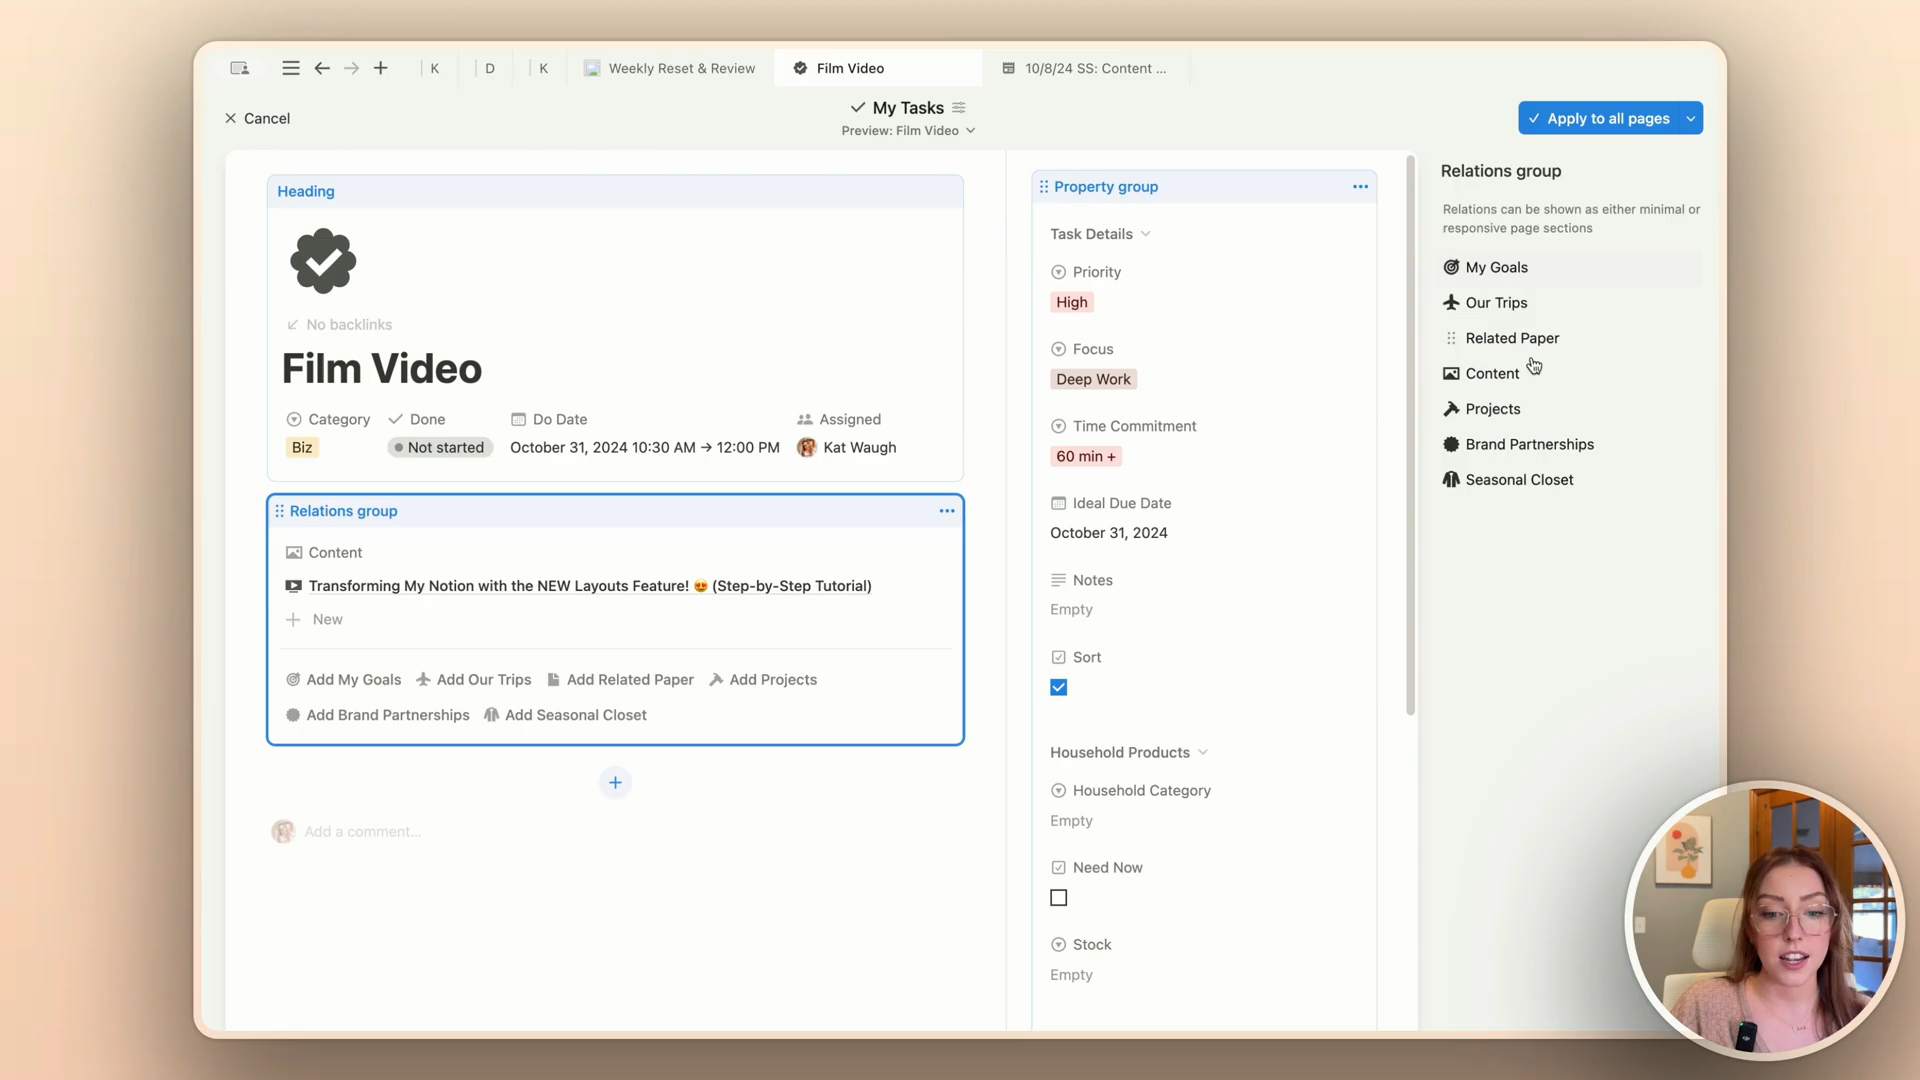 K
D
K
Weekly Reset & Review
Film Video
10/8/24 SS: Content ...
Cancel
My Tasks
Preview: Film Video
Apply to all pages
Heading
No backlinks
Film Video
Category
Done
Do Date
Assigned
Biz
Not started
October 31, 2024 10:30 AM → 12:00 PM
Kat Waugh
Relations group
Content
Transforming My Notion with the NEW Layouts Feature! 😍 (Step-by-Step Tutorial)
New
Add My Goals
Add Our Trips
Add Related Paper
Add Projects
Add Brand Partnerships
Add Seasonal Closet
Add a comment...
Property group
Task Details
Priority
High
Focus
Deep Work
Time Commitment
60 min +
Ideal Due Date
October 31, 2024
Notes
Empty
Sort
Household Products
Household Category
Empty
Need Now
Stock
Empty
Relations group
Relations can be shown as either minimal or
responsive page sections
My Goals
Our Trips
Related Paper
Content
Projects
Brand Partnerships
Seasonal Closet